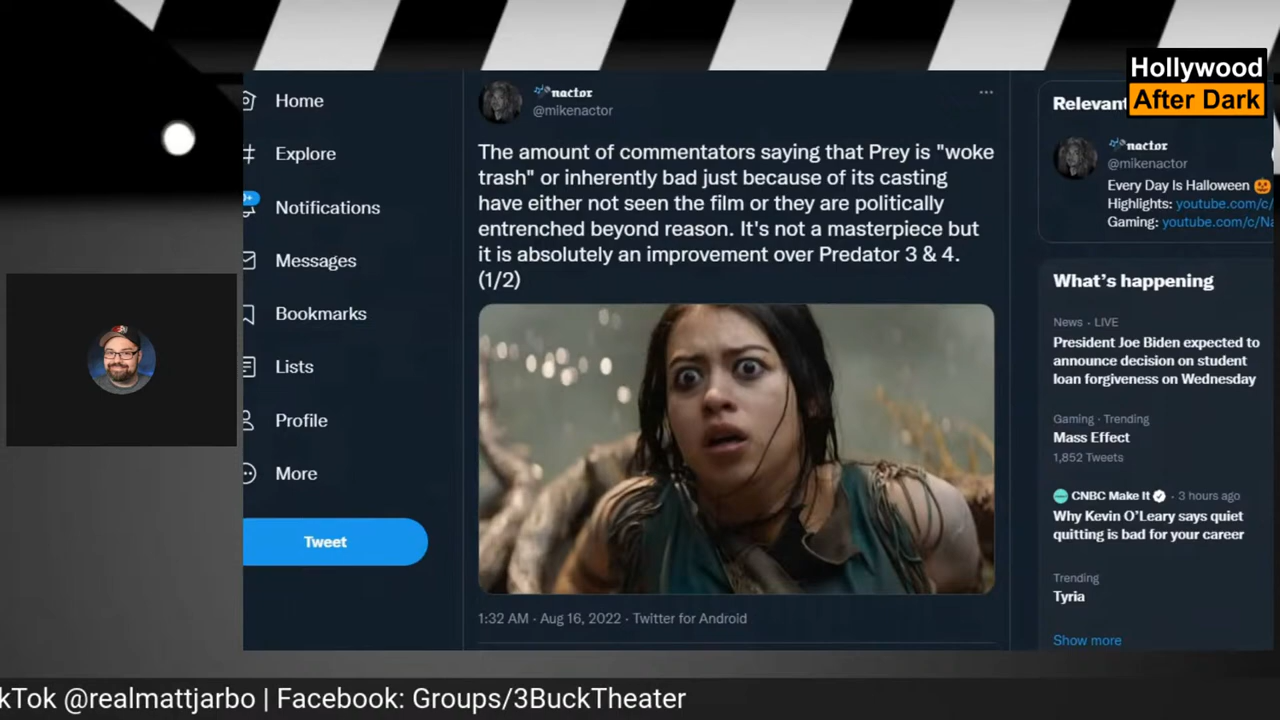 Hollywood
After Dark
Home
Explore
Notifications
Messages
Bookmarks
Lists
Profile
More
Tweet
nactor
@mikenactor
The amount of commentators saying that Prey is "woke
trash" or inherently bad just because of its casting
have either not seen the film or they are politically
entrenched beyond reason. It's not a masterpiece but
it is absolutely an improvement over Predator 3 & 4.
(1/2)
1:32 AM · Aug 16, 2022 · Twitter for Android
Relevant
nactor
@mikenactor
Every Day Is Halloween 🎃
Highlights: youtube.com/c/
Gaming: youtube.com/c/Na
What's happening
News · LIVE
President Joe Biden expected to
announce decision on student
loan forgiveness on Wednesday
Gaming · Trending
Mass Effect
1,852 Tweets
CNBC Make It · 3 hours ago
Why Kevin O'Leary says quiet
quitting is bad for your career
Trending
Tyria
Show more
kTok @realmattjarbo | Facebook: Groups/3BuckTheater